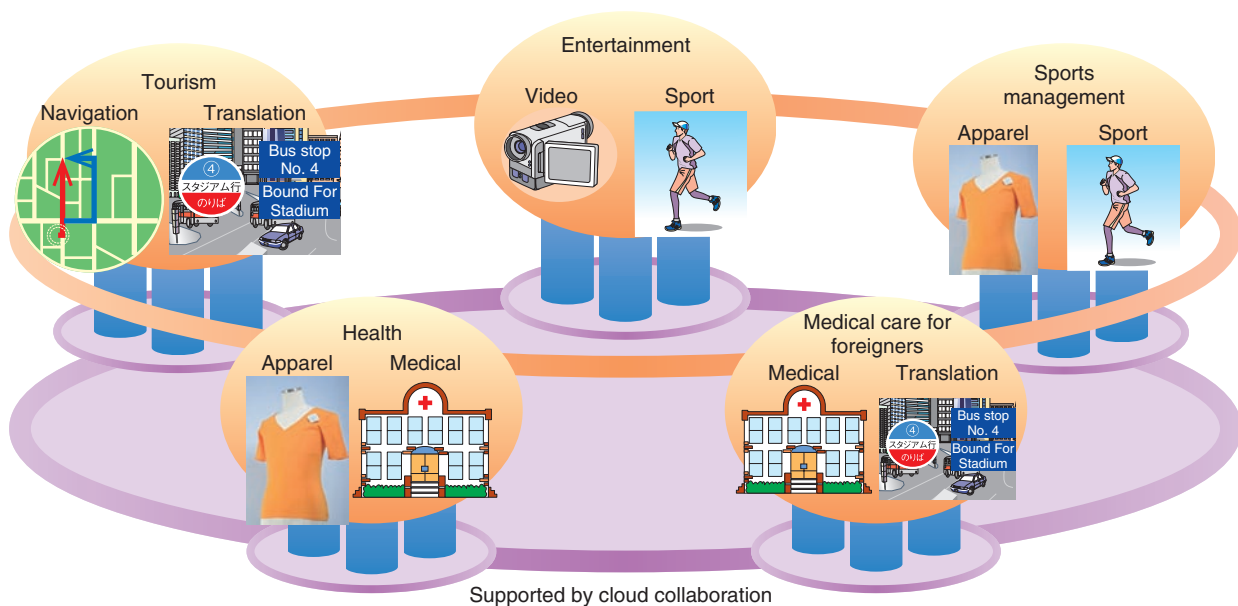 Tourism
Navigation
Translation
④
スタジアム行
のりば
Bus stop
No. 4
Bound For
Stadium
Entertainment
Video
Sport
Sports
management
Apparel
Sport
Health
Apparel
Medical
Medical care for
foreigners
Medical
Translation
④
スタジアム行
のりば
Bus stop
No. 4
Bound For
Stadium
Supported by cloud collaboration